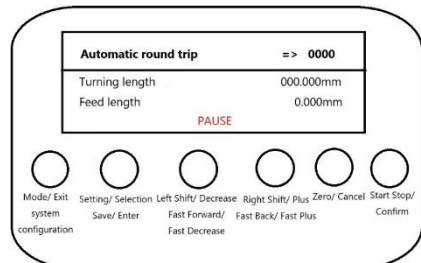 Automatic round trip => 0000
Turning length 000.000mm
Feed length 0.000mm
PAUSE
Mode/ Exit
system
configuration
Setting/ Selection
Save/ Enter
Left Shift/ Decrease
Fast Forward/
Fast Decrease
Right Shift/ Plus
Fast Back/ Fast Plus
Zero/ Cancel
Start Stop/
Confirm